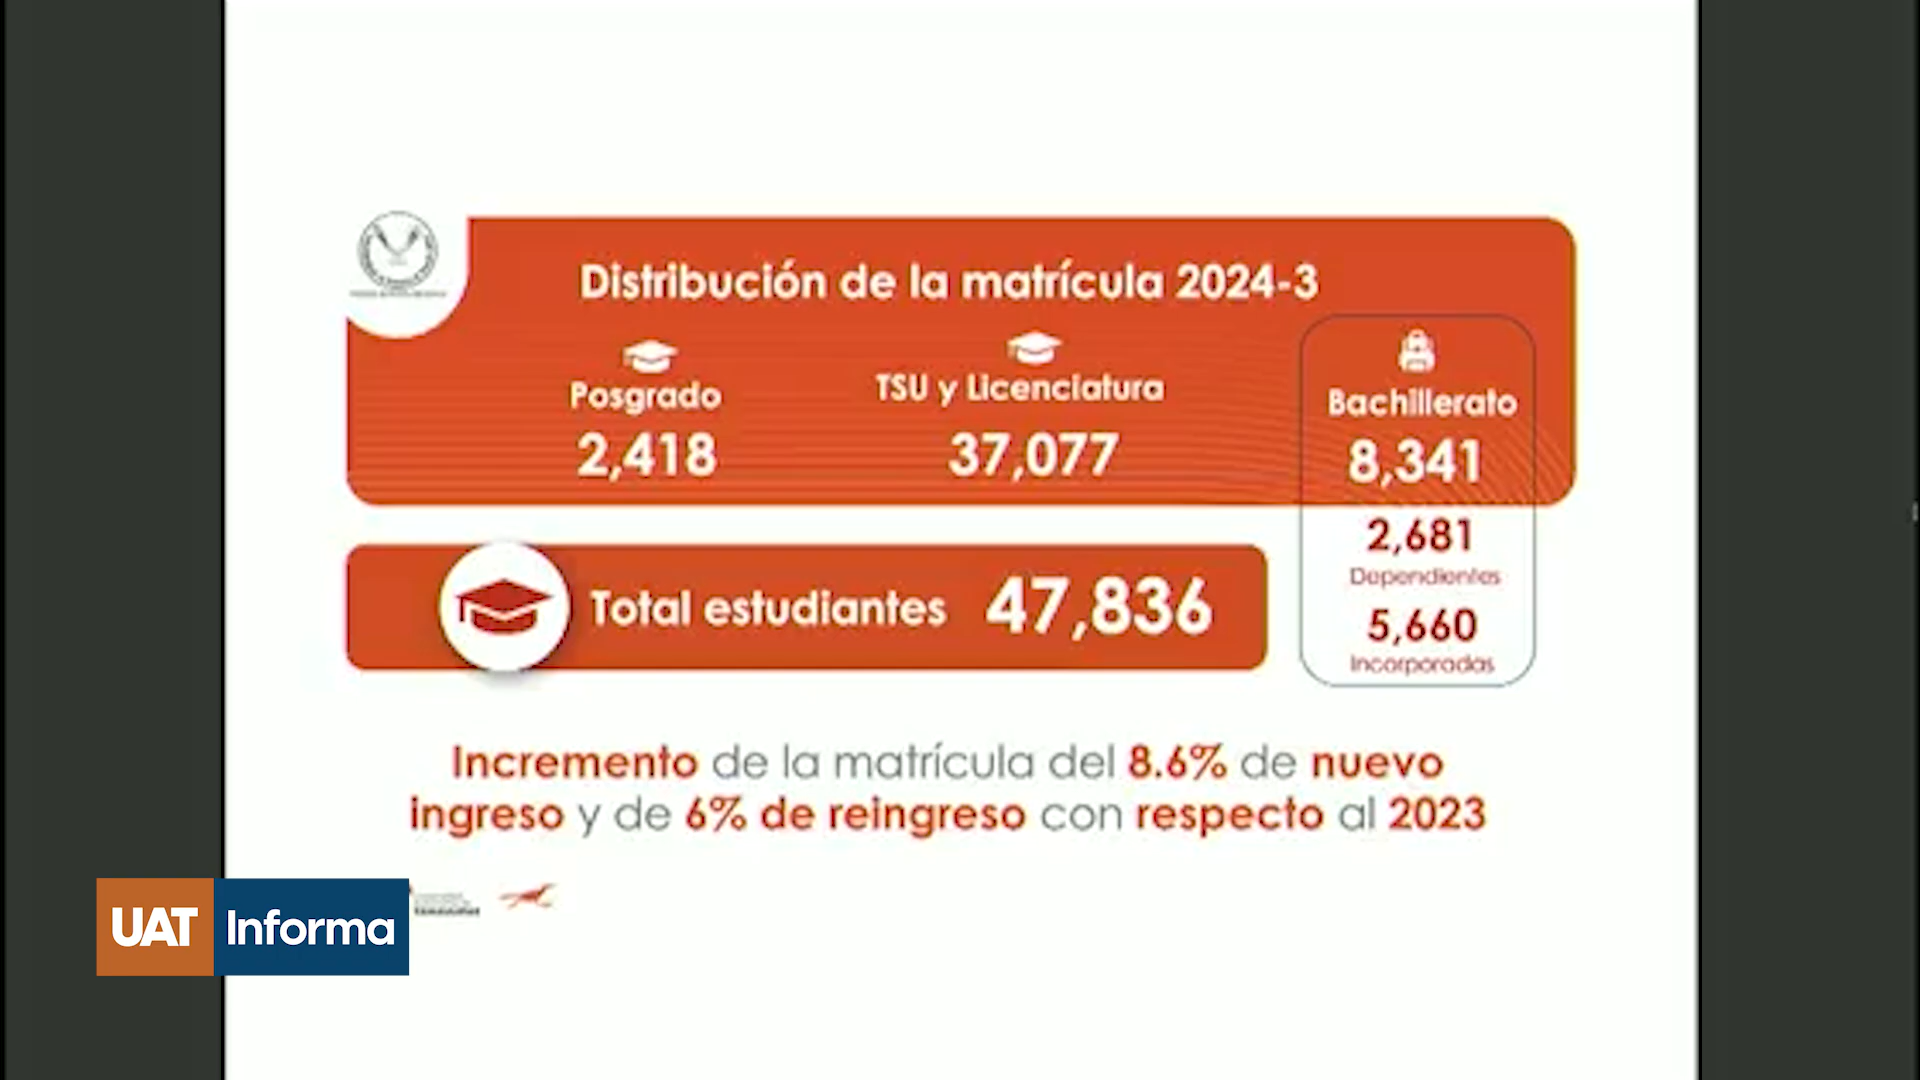 Distribución de la matrícula 2024-3
Posgrado
2,418
TSU y Licenciatura
37,077
Bachillerato
8,341
2,681
Dependientes
5,660
Incorporadas
Total estudiantes 47,836
Incremento de la matrícula del 8.6% de nuevo
ingreso y de 6% de reingreso con respecto al 2023
UAT Informa